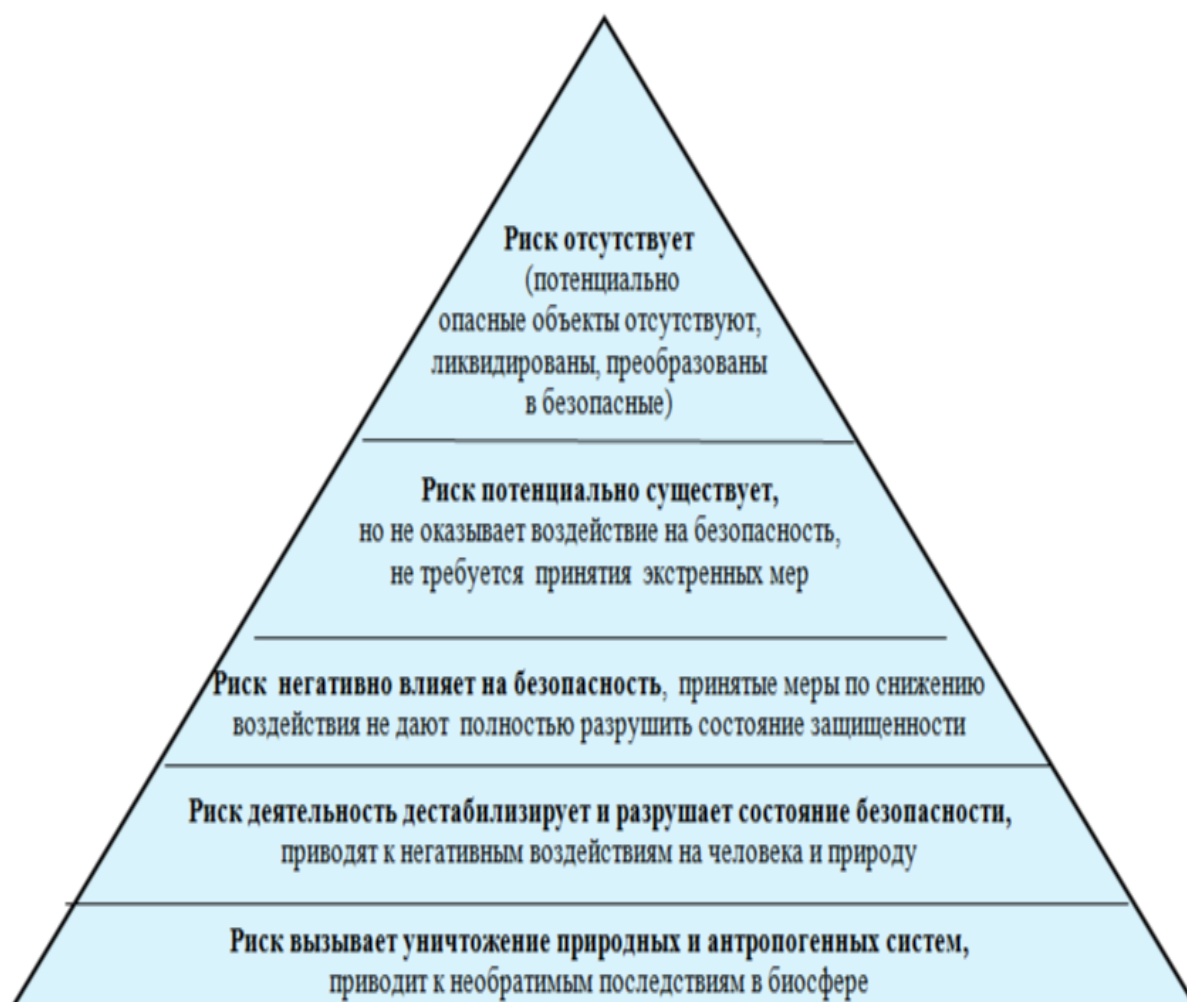 Риск отсутствует
(потенциально
опасные объекты отсутствуют,
ликвидированы, преобразованы
в безопасные)
Риск потенциально существует,
но не оказывает воздействие на безопасность,
не требуется принятия экстренных мер
Риск негативно влияет на безопасность, принятые меры по снижению
воздействия не дают полностью разрушить состояние защищенности
Риск деятельность дестабилизирует и разрушает состояние безопасности,
приводят к негативным воздействиям на человека и природу
Риск вызывает уничтожение природных и антропогенных систем,
приводит к необратимым последствиям в биосфере